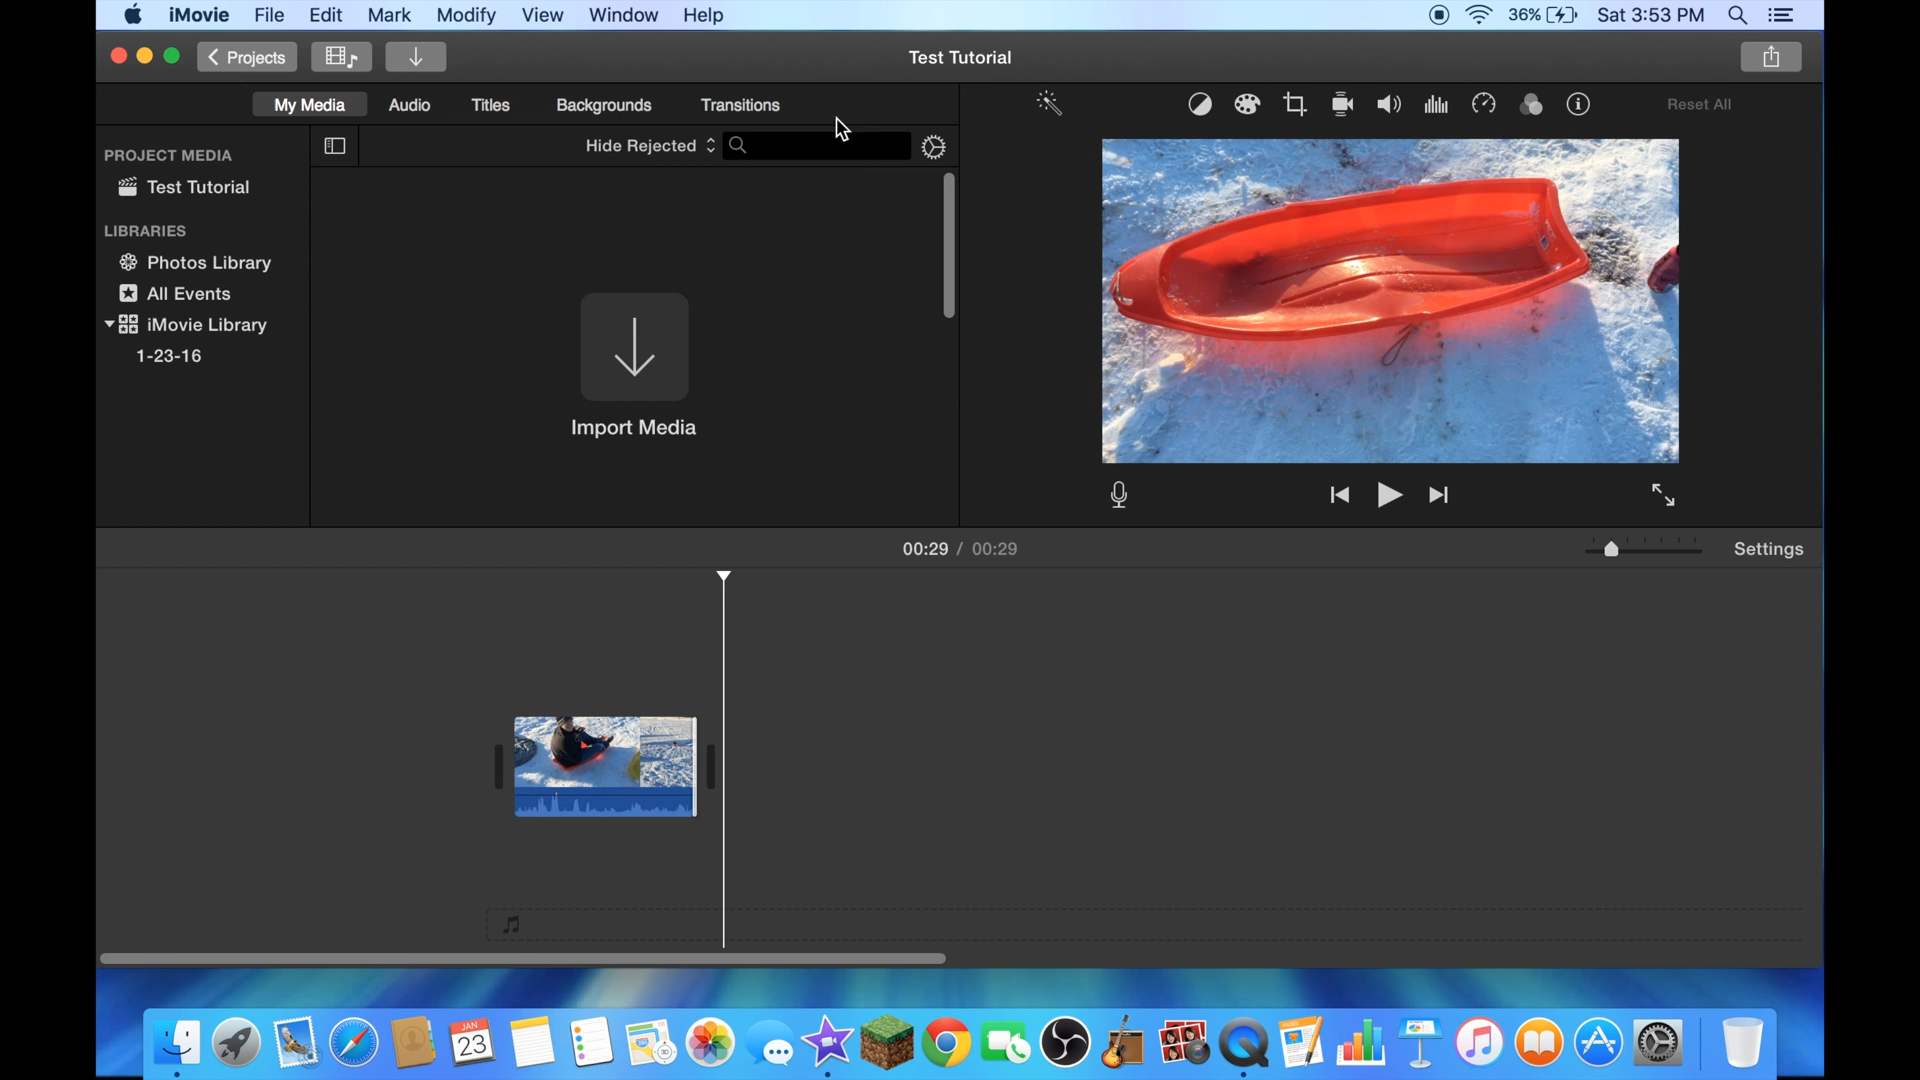 iMovie File Edit Mark Modify View Window Help 36% Sat 3:53 PM
Projects Test Tutorial
My Media Audio Titles Backgrounds Transitions Reset All
Hide Rejected
PROJECT MEDIA
Test Tutorial
LIBRARIES
Photos Library
All Events
iMovie Library
1-23-16
Import Media
00:29 / 00:29 Settings
JAN
23
3D
PAGES